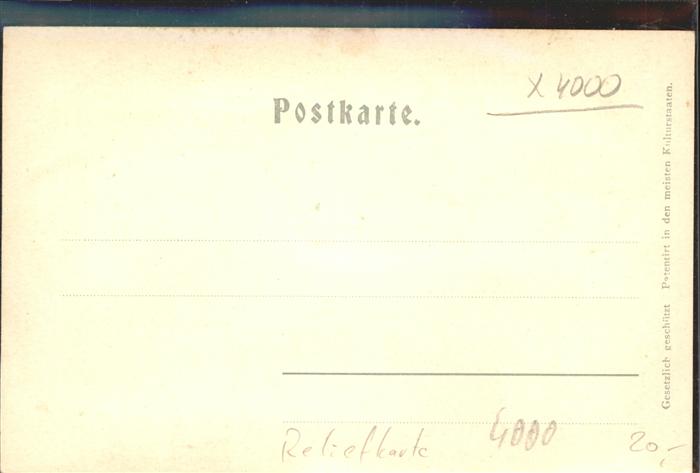 x 4000
Postkarte.
Gesetzlich geschützt Patentirt in den meisten Kulturstaaten.
Reliefkarte 4000 20,-